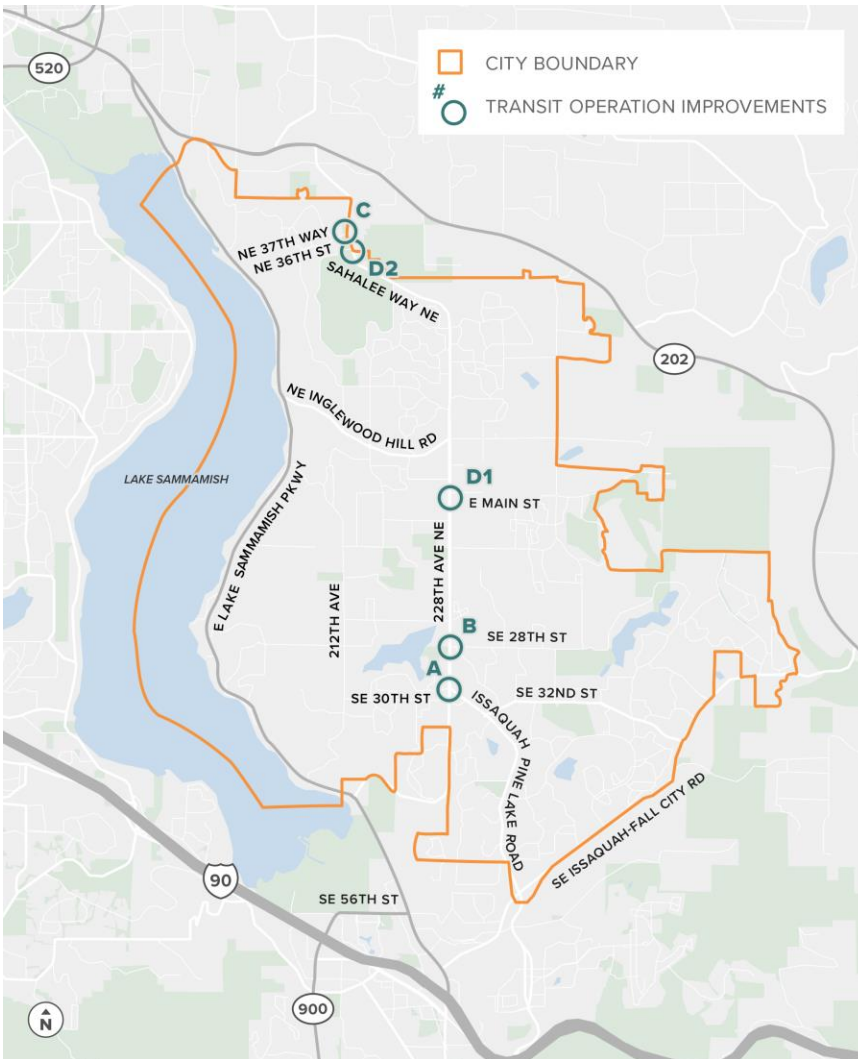 CITY BOUNDARY
#
TRANSIT OPERATION IMPROVEMENTS
520
C
NE 37TH WAY
NE 36TH ST
D2
SAHALEE WAY NE
202
NE INGLEWOOD HILL RD
LAKE SAMMAMISH
D1
E MAIN ST
E LAKE SAMMAMISH PKWY
212TH AVE
228TH AVE NE
B
SE 28TH ST
A
SE 30TH ST
SE 32ND ST
ISSAQUAH PINE LAKE ROAD
SE ISSAQUAH-FALL CITY RD
90
SE 56TH ST
900
N